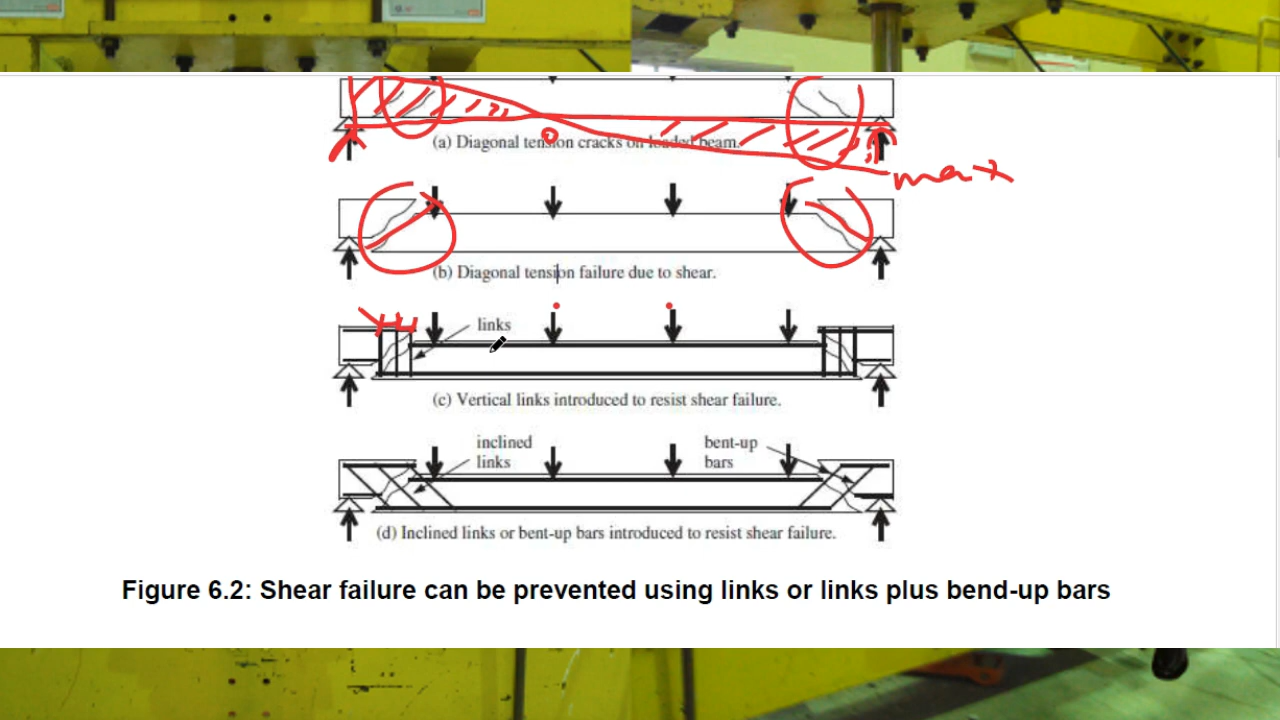 (a) Diagonal tension cracks on loaded beam.
0
max
(b) Diagonal tension failure due to shear.
links
(c) Vertical links introduced to resist shear failure.
inclined
links
bent-up
bars
(d) Inclined links or bent-up bars introduced to resist shear failure.
Figure 6.2: Shear failure can be prevented using links or links plus bend-up bars